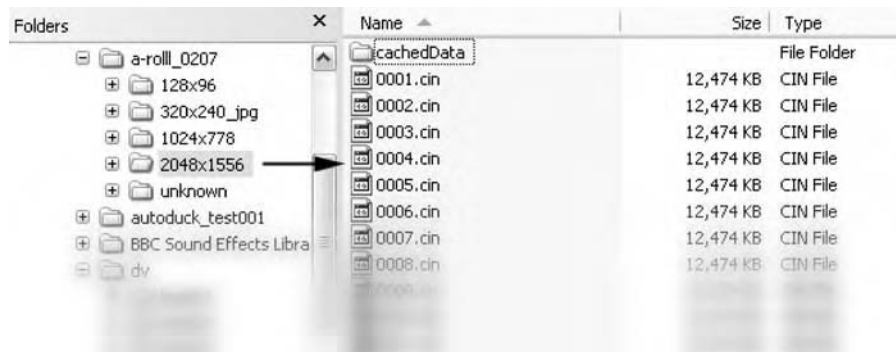 Folders
a-rolll_0207
128x96
320x240_jpg
1024x778
2048x1556
unknown
autoduck_test001
BBC Sound Effects Libra
dv
Name Size Type
cachedData File Folder
0001.cin 12,474 KB CIN File
0002.cin 12,474 KB CIN File
0003.cin 12,474 KB CIN File
0004.cin 12,474 KB CIN File
0005.cin 12,474 KB CIN File
0006.cin 12,474 KB CIN File
0007.cin 12,474 KB CIN File
0008.cin 12,474 KB CIN File